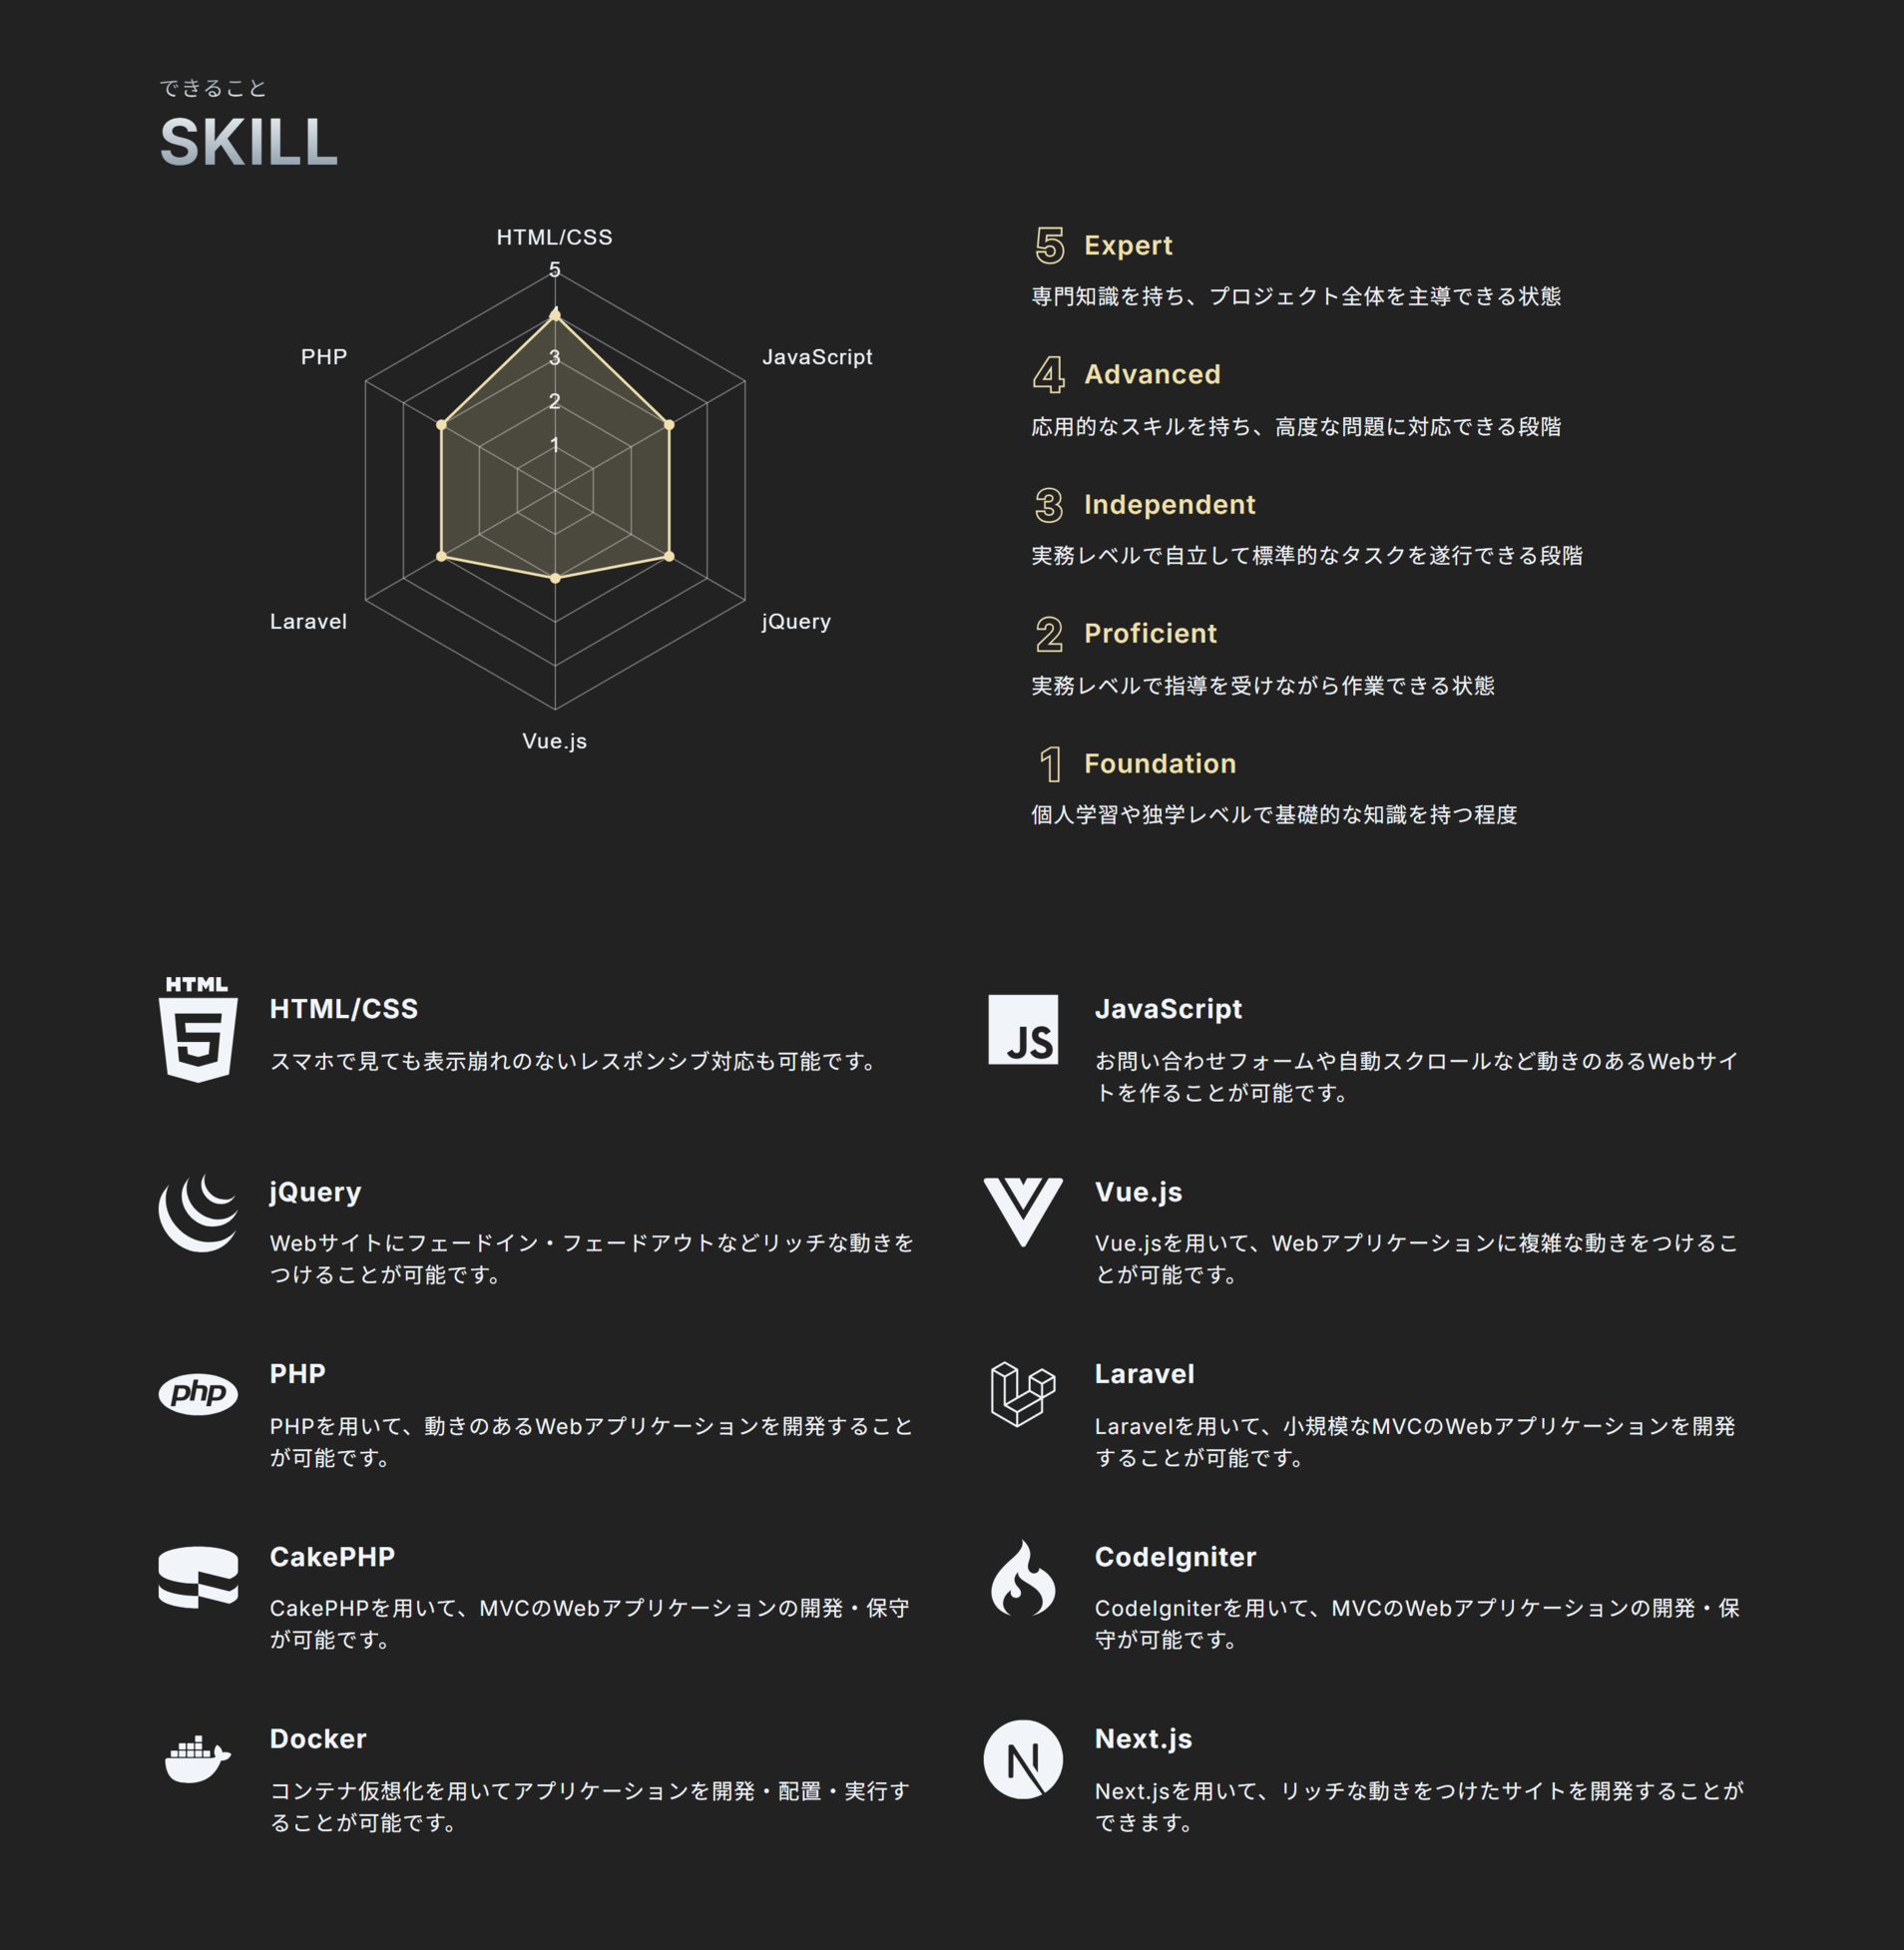 できること
SKILL
HTML/CSS
5
4
3
2
1
PHP
JavaScript
Laravel
jQuery
Vue.js
5 Expert
専門知識を持ち、プロジェクト全体を主導できる状態
4 Advanced
応用的なスキルを持ち、高度な問題に対応できる段階
3 Independent
実務レベルで自立して標準的なタスクを遂行できる段階
2 Proficient
実務レベルで指導を受けながら作業できる状態
1 Foundation
個人学習や独学レベルで基礎的な知識を持つ程度
HTML
5
HTML/CSS
スマホで見ても表示崩れのないレスポンシブ対応も可能です。
JS
JavaScript
お問い合わせフォームや自動スクロールなど動きのあるWebサイ
トを作ることが可能です。
jQuery
Webサイトにフェードイン・フェードアウトなどリッチな動きを
つけることが可能です。
Vue.js
Vue.jsを用いて、Webアプリケーションに複雑な動きをつけるこ
とが可能です。
php
PHP
PHPを用いて、動きのあるWebアプリケーションを開発すること
が可能です。
Laravel
Laravelを用いて、小規模なMVCのWebアプリケーションを開発
することが可能です。
CakePHP
CakePHPを用いて、MVCのWebアプリケーションの開発・保守
が可能です。
CodeIgniter
CodeIgniterを用いて、MVCのWebアプリケーションの開発・保
守が可能です。
Docker
コンテナ仮想化を用いてアプリケーションを開発・配置・実行す
ることが可能です。
N
Next.js
Next.jsを用いて、リッチな動きをつけたサイトを開発することが
できます。